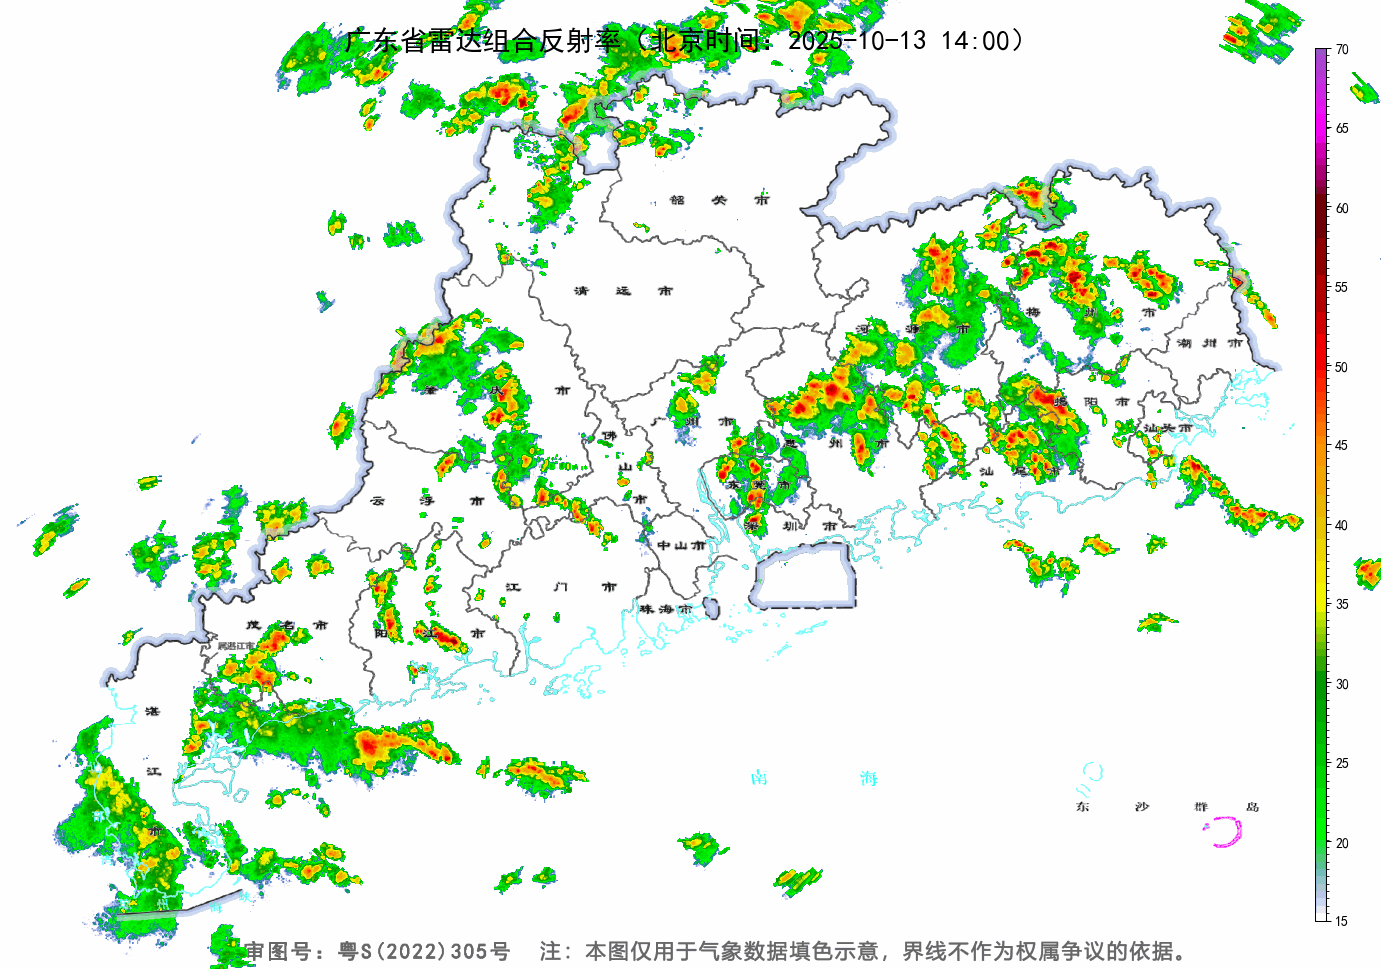 广东省雷达组合反射率（北京时间：2025-10-13 14:00）
70
65
60
55
50
45
40
35
30
25
20
15
韶关市
清远市
河源市
梅州市
潮州市
肇庆市
广州市
揭阳市
汕头市
佛山市
惠州市
汕尾市
东莞市
云浮市
深圳市
中山市
江门市
珠海市
茂名市
阳江市
属湛江市
湛江市
南海
东沙群岛
州海峡
审图号：粤S(2022)305号 注：本图仅用于气象数据填色示意，界线不作为权属争议的依据。